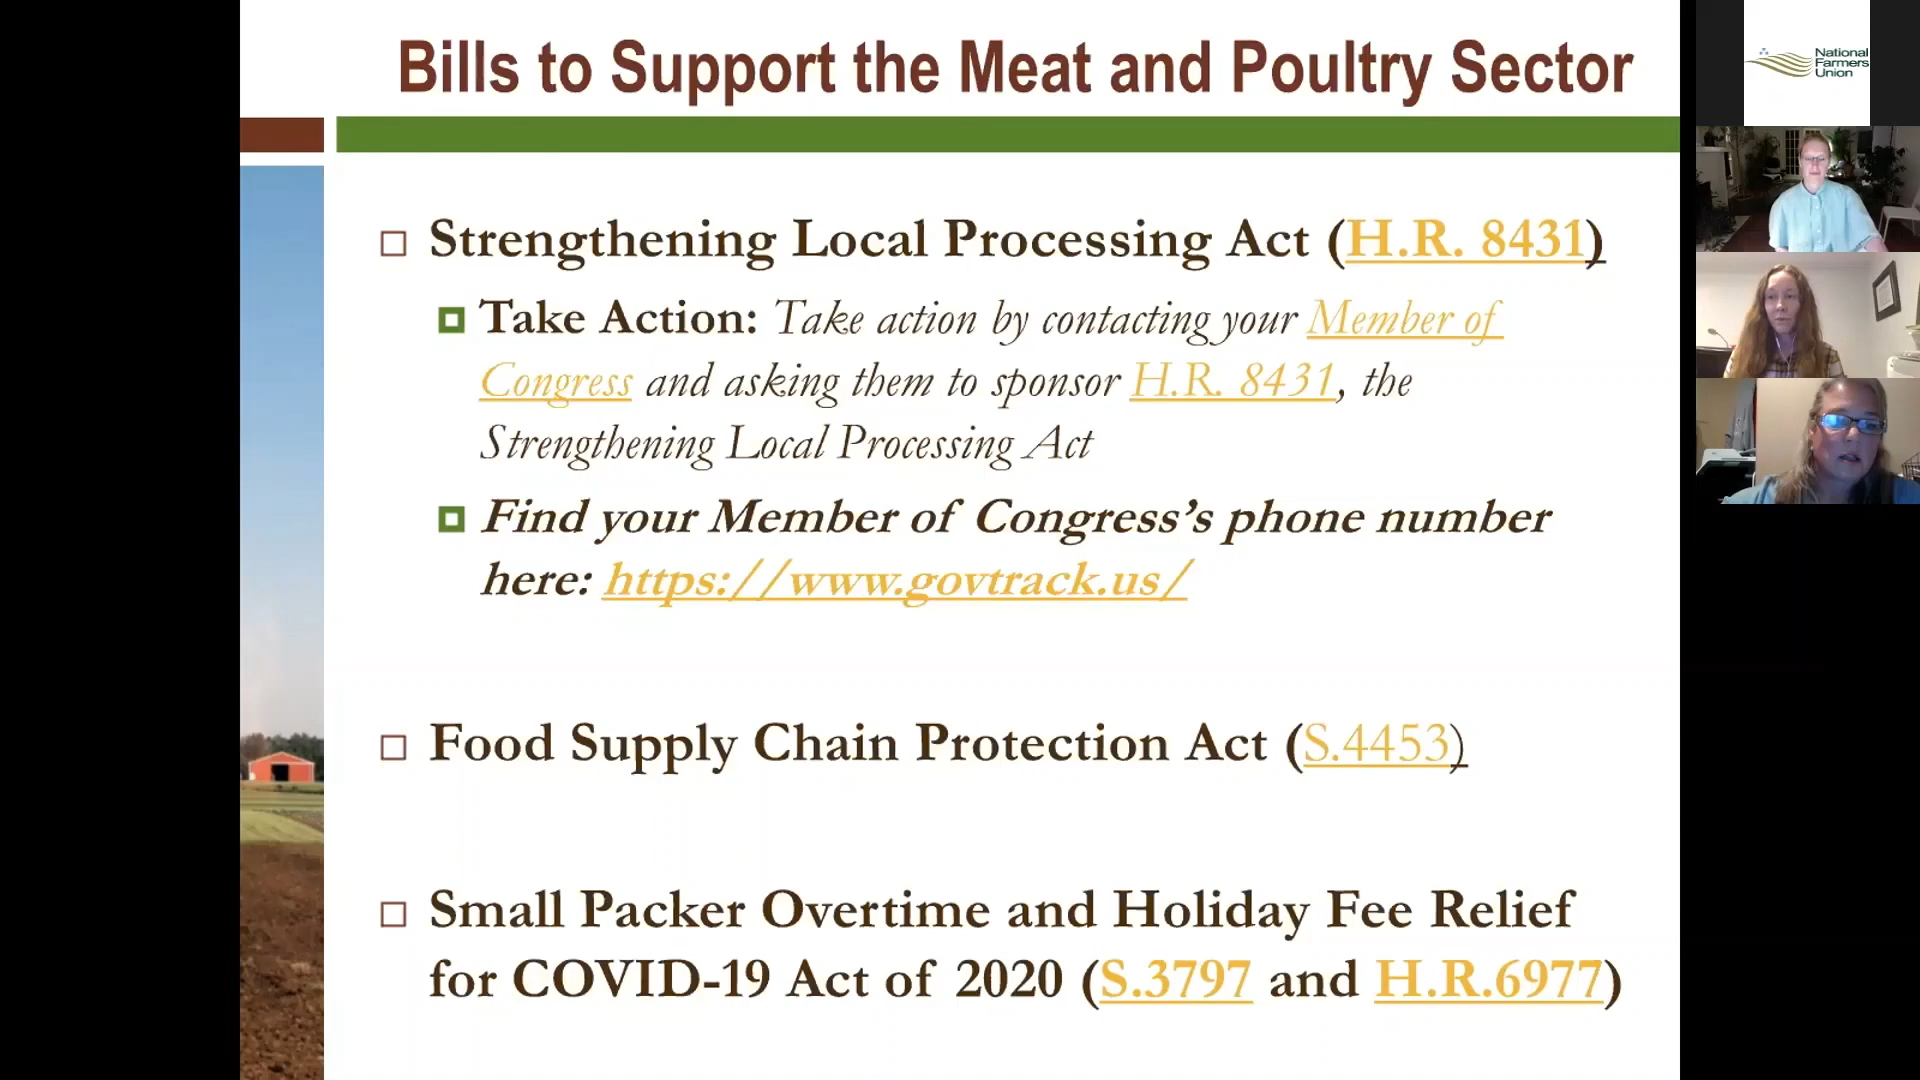 Bills to Support the Meat and Poultry Sector
Strengthening Local Processing Act (H.R. 8431)
Take Action: Take action by contacting your Member of
Congress and asking them to sponsor H.R. 8431, the
Strengthening Local Processing Act
Find your Member of Congress’s phone number
here: https://www.govtrack.us/
Food Supply Chain Protection Act (S.4453)
Small Packer Overtime and Holiday Fee Relief
for COVID-19 Act of 2020 (S.3797 and H.R.6977)
National
Farmers
Union